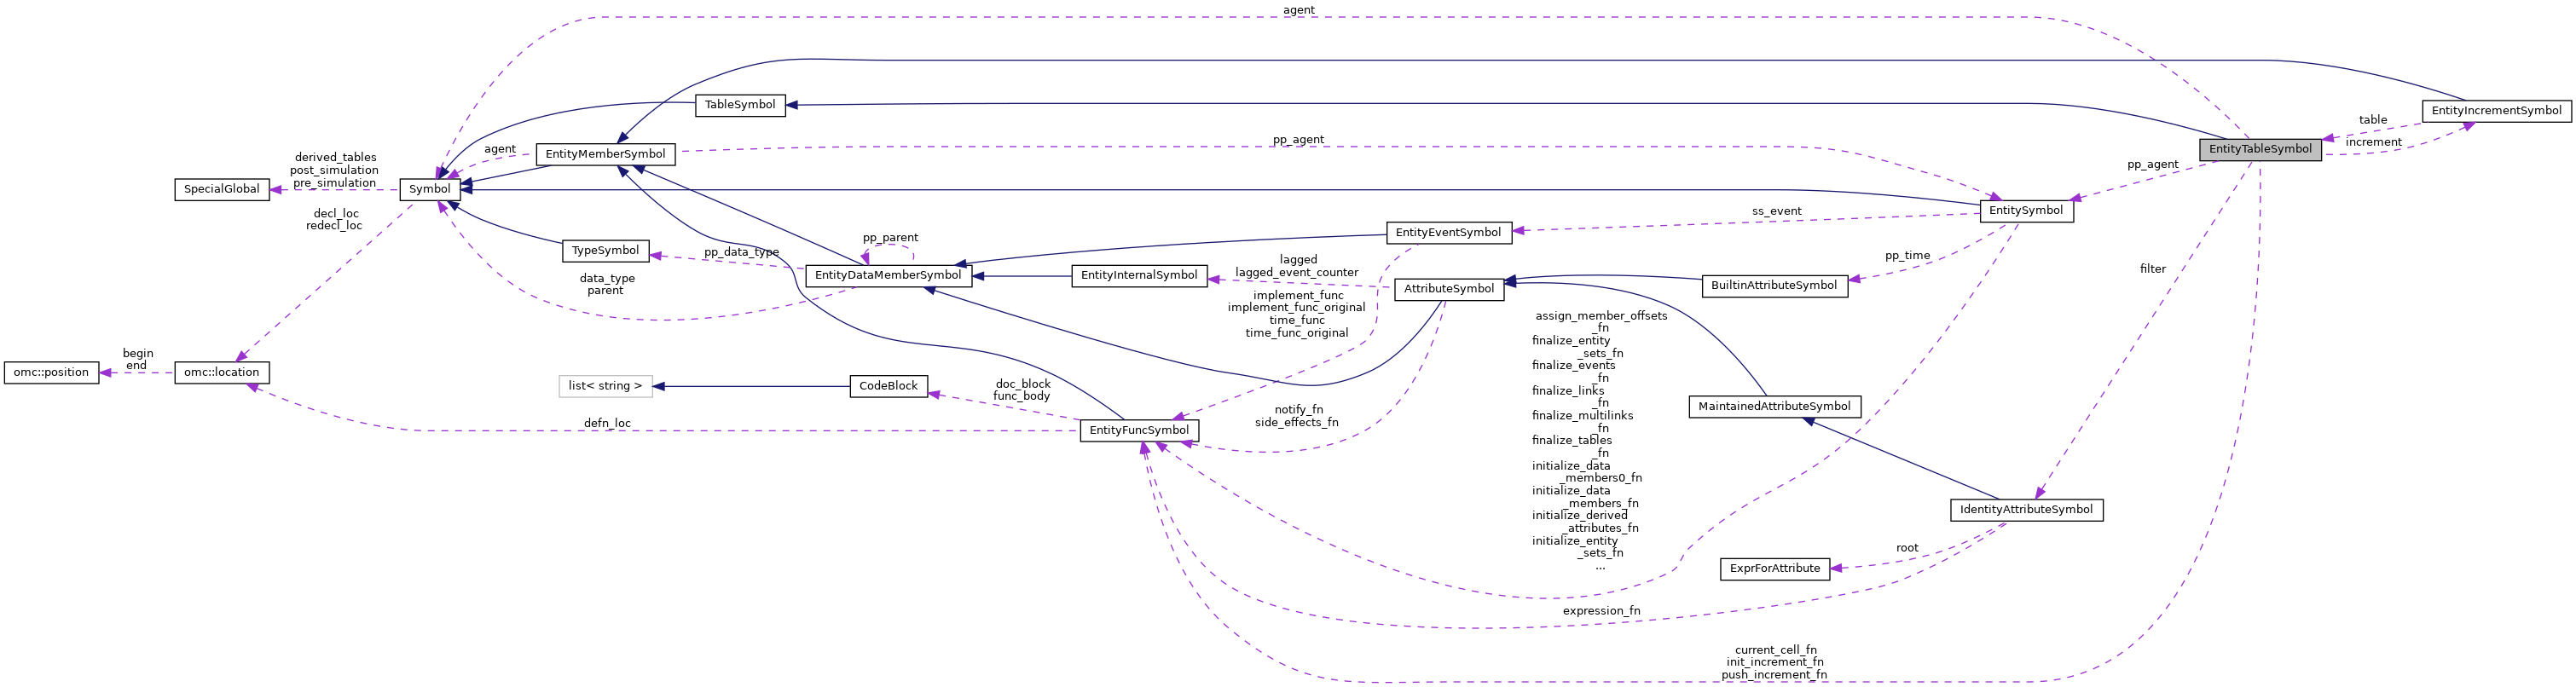 agent
EntityIncrementSymbol
TableSymbol
table
increment
EntityTableSymbol
pp_agent
agent
EntityMemberSymbol
derived_tables
post_simulation
pre_simulation
SpecialGlobal
Symbol
pp_agent
EntitySymbol
decl_loc
redecl_loc
ss_event
EntityEventSymbol
pp_parent
TypeSymbol
pp_data_type
EntityDataMemberSymbol
EntityInternalSymbol
lagged
lagged_event_counter
pp_time
filter
data_type
parent
AttributeSymbol
BuiltinAttributeSymbol
implement_func
implement_func_original
time_func
time_func_original
assign_member_offsets
_fn
finalize_entity
_sets_fn
finalize_events
_fn
finalize_links
_fn
finalize_multilinks
_fn
finalize_tables
_fn
initialize_data
_members0_fn
initialize_data
_members_fn
initialize_derived
_attributes_fn
initialize_entity
_sets_fn
...
begin
end
omc::position
omc::location
list< string >
CodeBlock
doc_block
func_body
MaintainedAttributeSymbol
notify_fn
side_effects_fn
defn_loc
EntityFuncSymbol
IdentityAttributeSymbol
root
ExprForAttribute
expression_fn
current_cell_fn
init_increment_fn
push_increment_fn